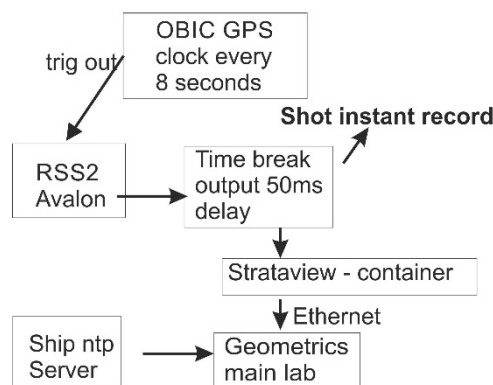 OBIC GPS
clock every
8 seconds
trig out
Shot instant record
RSS2
Avalon
Time break
output 50ms
delay
Strataview - container
Ethernet
Ship ntp
Server
Geometrics
main lab